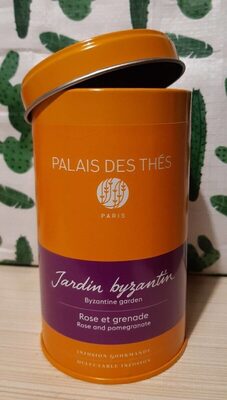 PALAIS DES THÉS
PARIS
Jardin byzantin
Byzantine garden
Rose et grenade
Rose and pomegranate
INFUSION GOURMANDE
DELECTABLE INFUSION